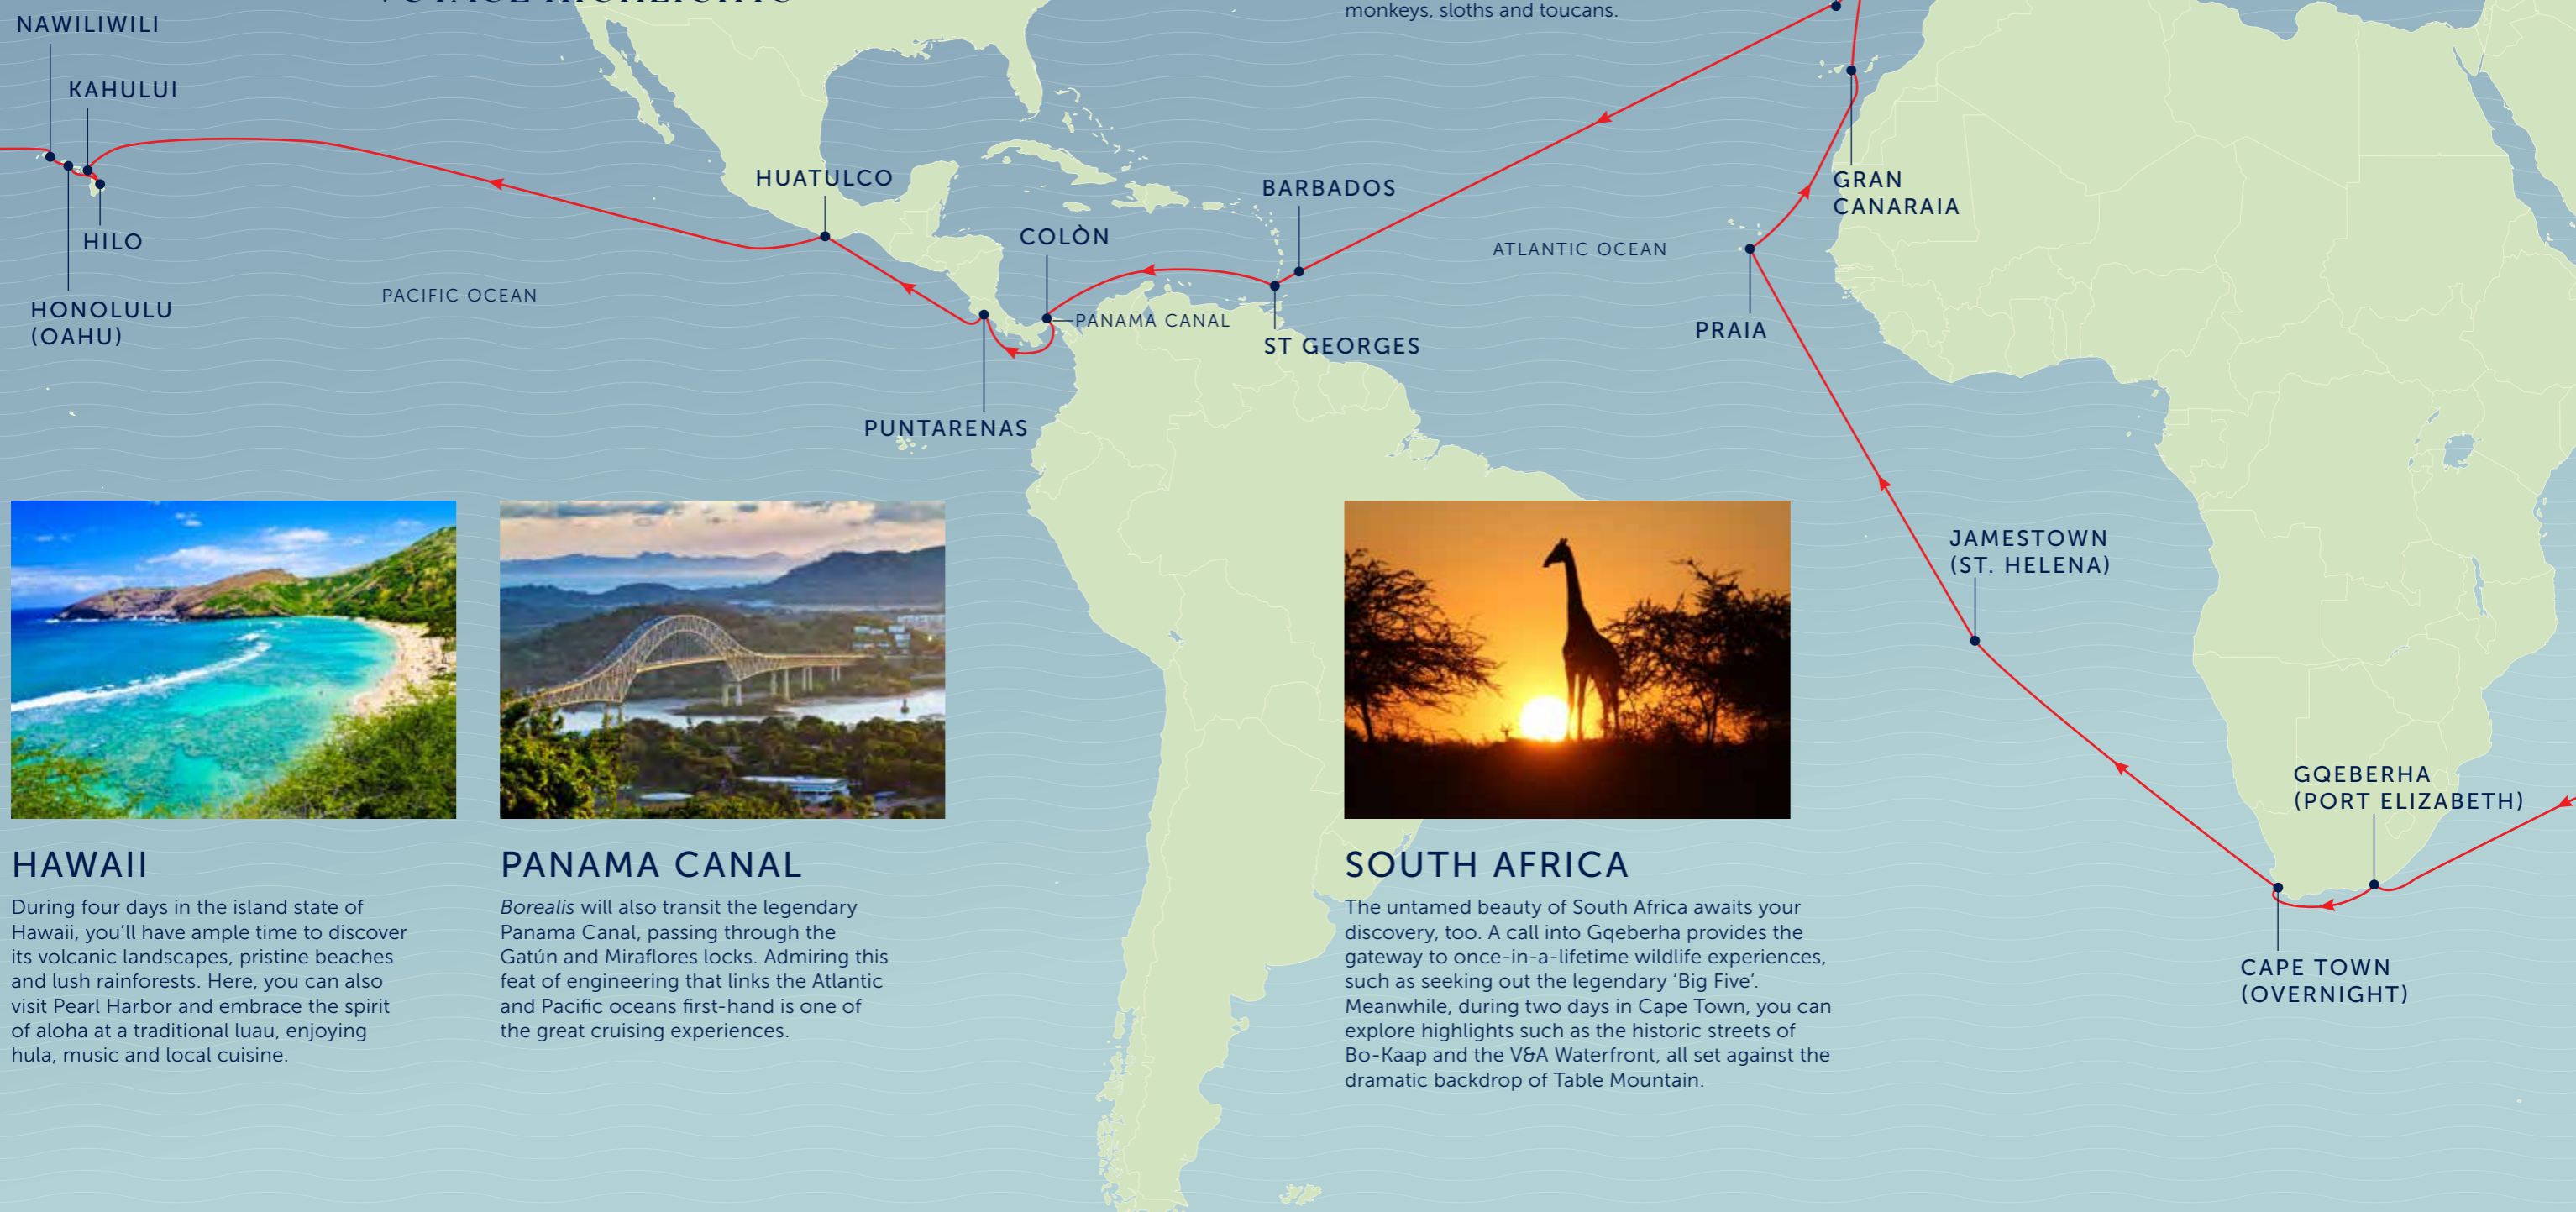 VOYAGE HIGHLIGHTS
monkeys, sloths and toucans.
NAWILIWILI
KAHULUI
HILO
HONOLULU
(OAHU)
PACIFIC OCEAN
HUATULCO
COLÒN
PANAMA CANAL
PUNTARENAS
BARBADOS
ST GEORGES
ATLANTIC OCEAN
GRAN
CANARAIA
PRAIA
JAMESTOWN
(ST. HELENA)
GQEBERHA
(PORT ELIZABETH)
CAPE TOWN
(OVERNIGHT)
HAWAII
During four days in the island state of
Hawaii, you’ll have ample time to discover
its volcanic landscapes, pristine beaches
and lush rainforests. Here, you can also
visit Pearl Harbor and embrace the spirit
of aloha at a traditional luau, enjoying
hula, music and local cuisine.
PANAMA CANAL
Borealis will also transit the legendary
Panama Canal, passing through the
Gatún and Miraflores locks. Admiring this
feat of engineering that links the Atlantic
and Pacific oceans first-hand is one of
the great cruising experiences.
SOUTH AFRICA
The untamed beauty of South Africa awaits your
discovery, too. A call into Gqeberha provides the
gateway to once-in-a-lifetime wildlife experiences,
such as seeking out the legendary ‘Big Five’.
Meanwhile, during two days in Cape Town, you can
explore highlights such as the historic streets of
Bo-Kaap and the V&A Waterfront, all set against the
dramatic backdrop of Table Mountain.